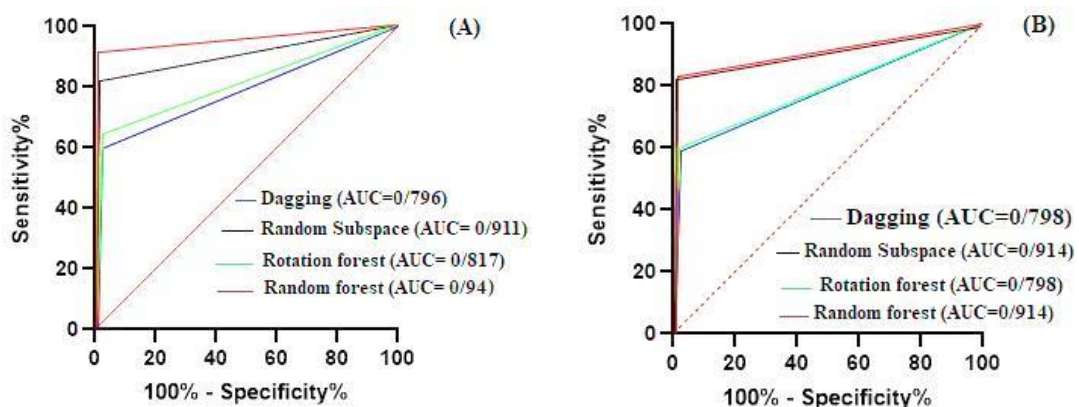 (A)
Sensitivity%
100
80
60
40
20
0
Dagging (AUC=0/796)
Random Subspace (AUC= 0/911)
Rotation forest (AUC= 0/817)
Random forest (AUC= 0/94)
0 20 40 60 80 100
100% - Specificity%
(B)
Sensitivity%
100
80
60
40
20
0
Dagging (AUC=0/798)
Random Subspace (AUC=0/914)
Rotation forest (AUC=0/798)
Random forest (AUC=0/914)
0 20 40 60 80 100
100% - Specificity%